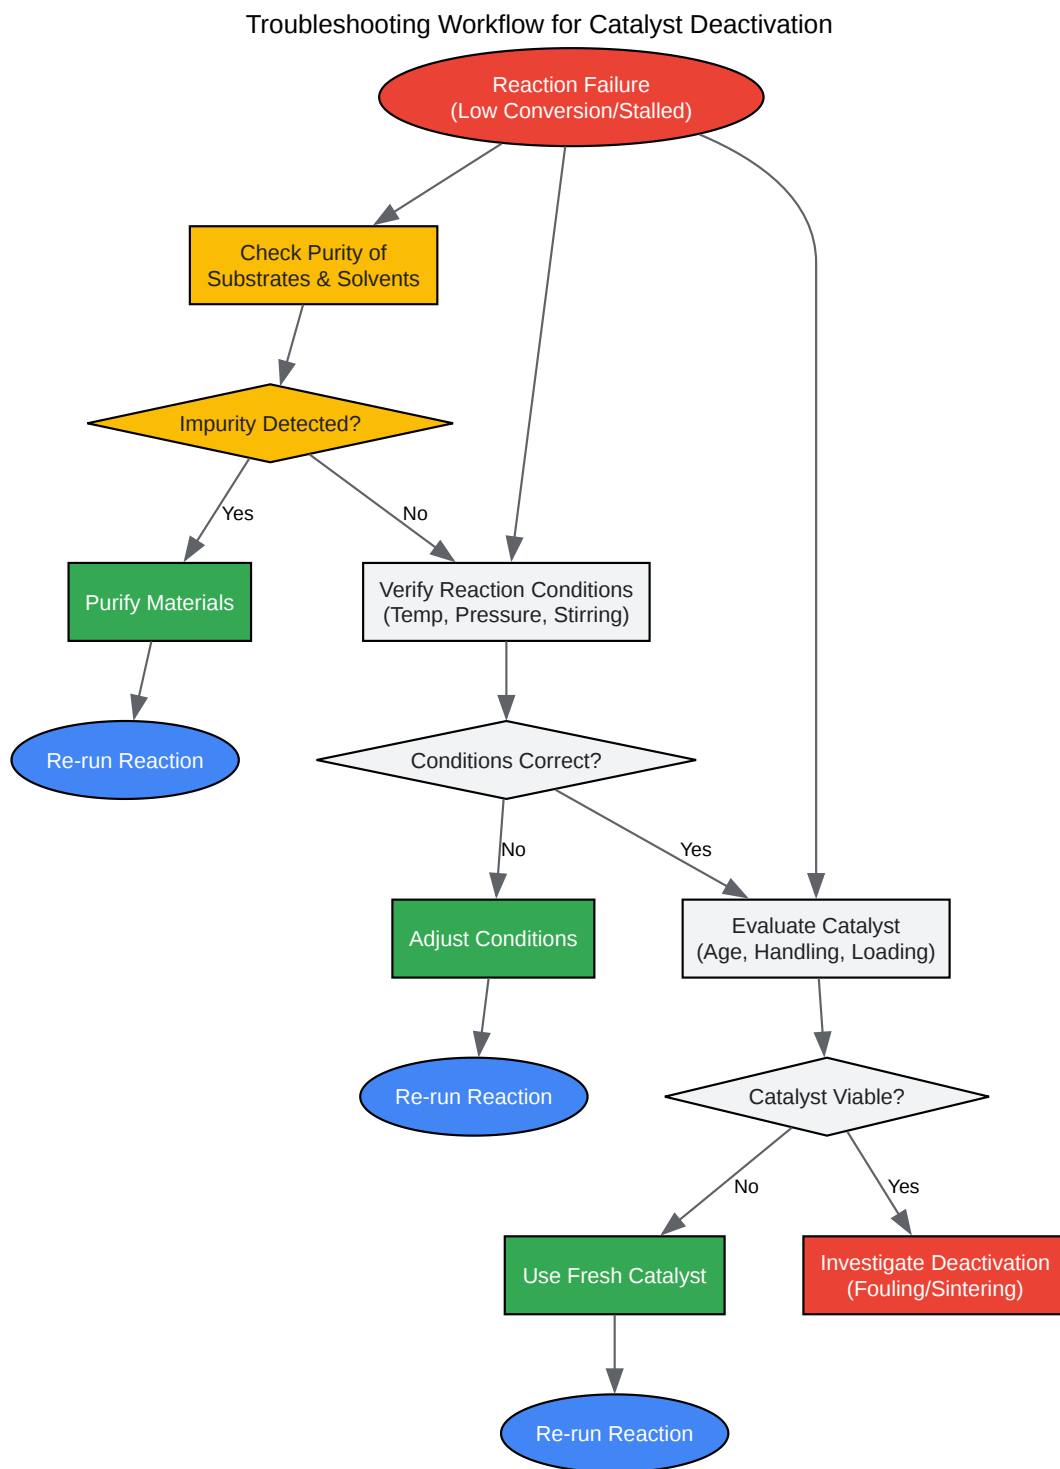 Troubleshooting Workflow for Catalyst Deactivation
Reaction Failure
(Low Conversion/Stalled)
Check Purity of
Substrates & Solvents
Impurity Detected?
Yes
No
Purify Materials
Verify Reaction Conditions
(Temp, Pressure, Stirring)
Re-run Reaction
Conditions Correct?
No
Yes
Adjust Conditions
Evaluate Catalyst
(Age, Handling, Loading)
Re-run Reaction
Catalyst Viable?
No
Yes
Use Fresh Catalyst
Investigate Deactivation
(Fouling/Sintering)
Re-run Reaction